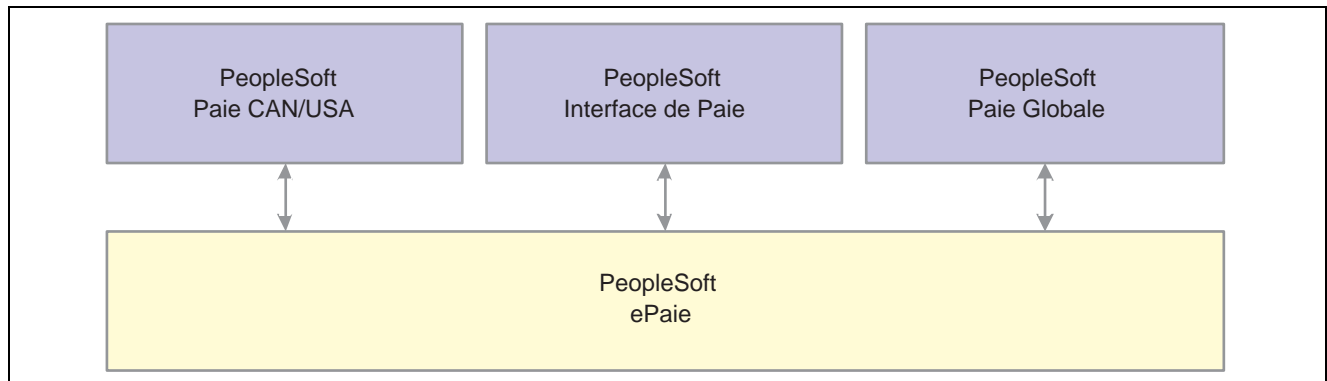 PeopleSoft
Paie CAN/USA
PeopleSoft
Interface de Paie
PeopleSoft
Paie Globale
PeopleSoft
ePaie